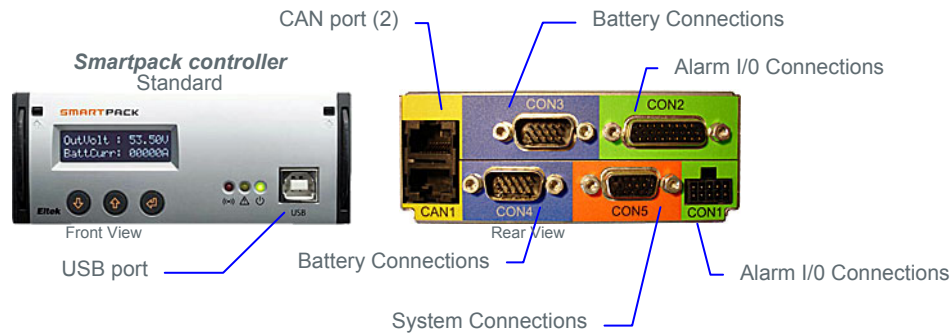 CAN port (2)
Battery Connections
Smartpack controller
Standard
Alarm I/0 Connections
SMARTPACK
OutVolt : 53.50V
BattCurr: 00000A
Eltek
USB
Front View
USB port
CON3
CON2
CAN1
CON4
CON5
CON1
Rear View
Battery Connections
Alarm I/0 Connections
System Connections